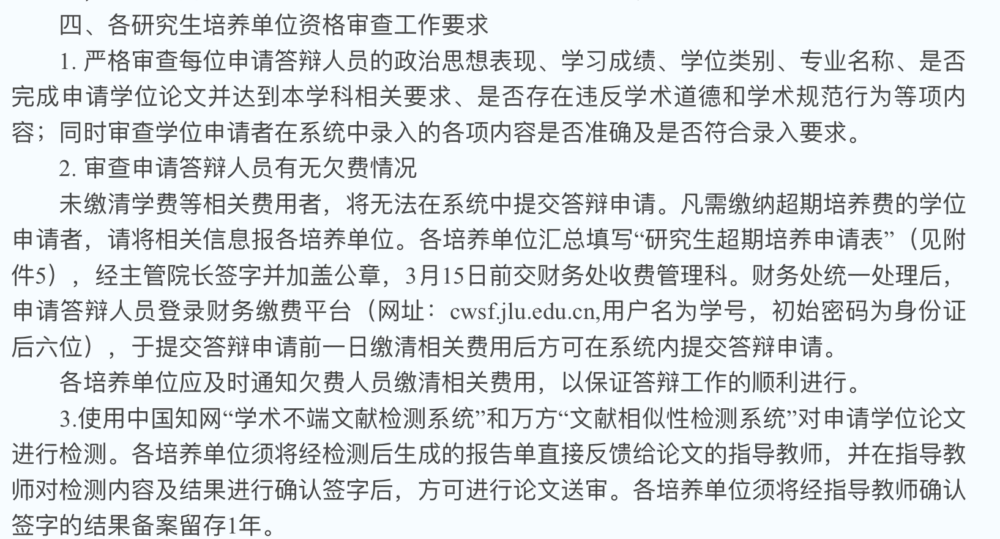 四、各研究生培养单位资格审查工作要求
1. 严格审查每位申请答辩人员的政治思想表现、学习成绩、学位类别、专业名称、是否
完成申请学位论文并达到本学科相关要求、是否存在违反学术道德和学术规范行为等项内
容；同时审查学位申请者在系统中录入的各项内容是否准确及是否符合录入要求。
2. 审查申请答辩人员有无欠费情况
未缴清学费等相关费用者，将无法在系统中提交答辩申请。凡需缴纳超期培养费的学位
申请者，请将相关信息报各培养单位。各培养单位汇总填写“研究生超期培养申请表”（见附
件5），经主管院长签字并加盖公章，3月15日前交财务处收费管理科。财务处统一处理后，
申请答辩人员登录财务缴费平台（网址：cwsf.jlu.edu.cn,用户名为学号，初始密码为身份证
后六位），于提交答辩申请前一日缴清相关费用后方可在系统内提交答辩申请。
各培养单位应及时通知欠费人员缴清相关费用，以保证答辩工作的顺利进行。
3.使用中国知网“学术不端文献检测系统”和万方“文献相似性检测系统”对申请学位论文
进行检测。各培养单位须将经检测后生成的报告单直接反馈给论文的指导教师，并在指导教
师对检测内容及结果进行确认签字后，方可进行论文送审。各培养单位须将经指导教师确认
签字的结果备案留存1年。